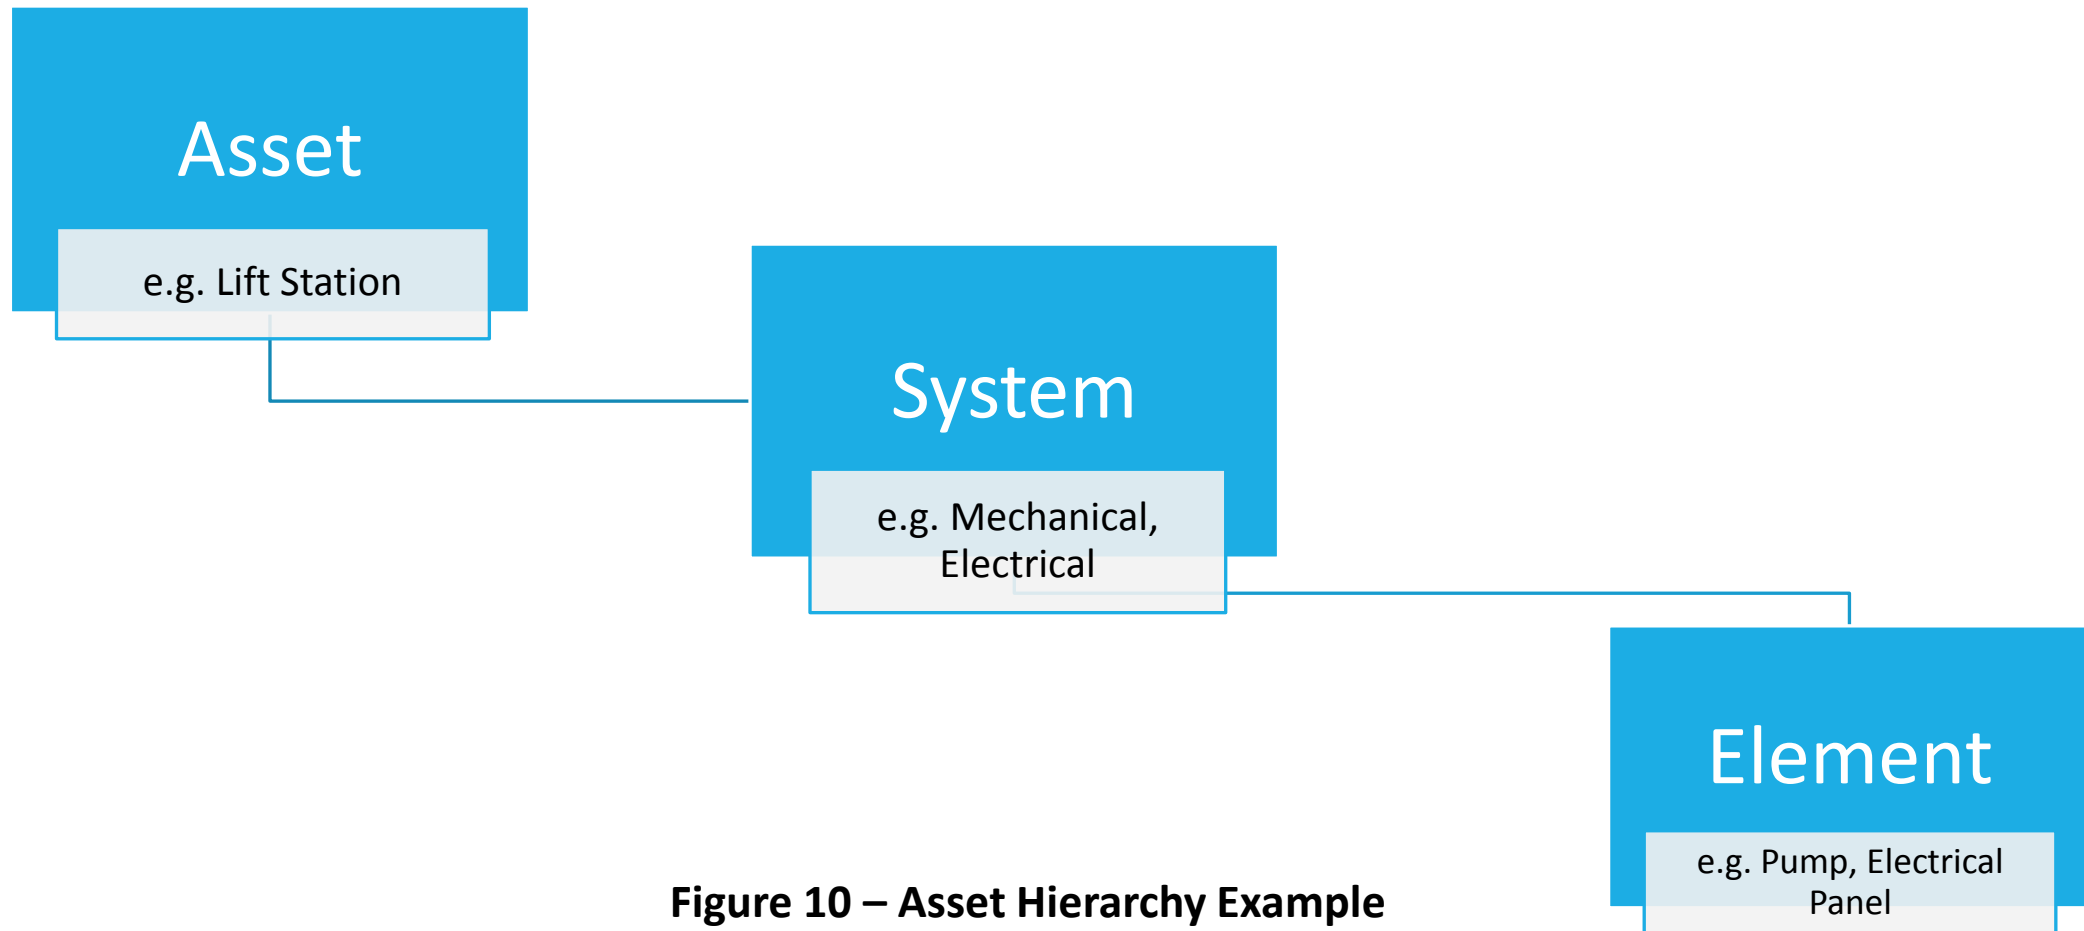 Asset
e.g. Lift Station
System
e.g. Mechanical,
Electrical
Element
e.g. Pump, Electrical
Panel
Figure 10 – Asset Hierarchy Example